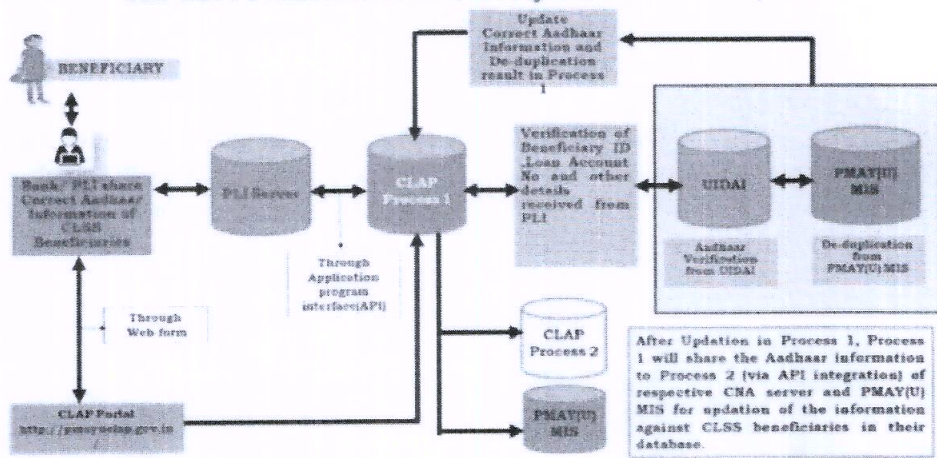 Update
Correct Aadhaar
Information and
De-duplication
result in Process
1
BENEFICIARY
Bank/ PLI share
Correct Aadhaar/
Information of
CLSS
Beneficiaries
PLI Server
CLAP
Process 1
Verification of
Beneficiary ID
,Loan Account
No and other
details
received from
PLI
UIDAI
PMAY(U)
MIS
Aadhaar
Verification
from UIDAI
De-duplication
from
PMAY(U) MIS
Through
Application
program
interface(API)
Through
Web form
CLAP
Process 2
PMAY(U)
MIS
After Updation in Process 1, Process
1 will share the Aadhaar information
to Process 2 (via API integration) of
respective CNA server and PMAY(U)
MIS for updation of the information
against CLSS beneficiaries in their
database.
CLAP Portal
http://pmayuclap.gov.in
/